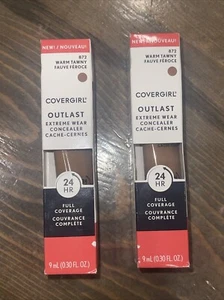 NEW! / NOUVEAU!
872
WARM TAWNY
FAUVE FÉROCE
COVERGIRL
OUTLAST
EXTREME WEAR
CONCEALER
CACHE-CERNES
24
HR
FULL
COVERAGE
COUVRANCE
COMPLÈTE
9 mL (0.30 FL. OZ.)
NEW! / NOUVEAU!
872
WARM TAWNY
FAUVE FÉROCE
COVERGIRL
OUTLAST
EXTREME WEAR
CONCEALER
CACHE-CERNES
24
HR
FULL
COVERAGE
COUVRANCE
COMPLÈTE
9 mL (0.30 FL. OZ.)